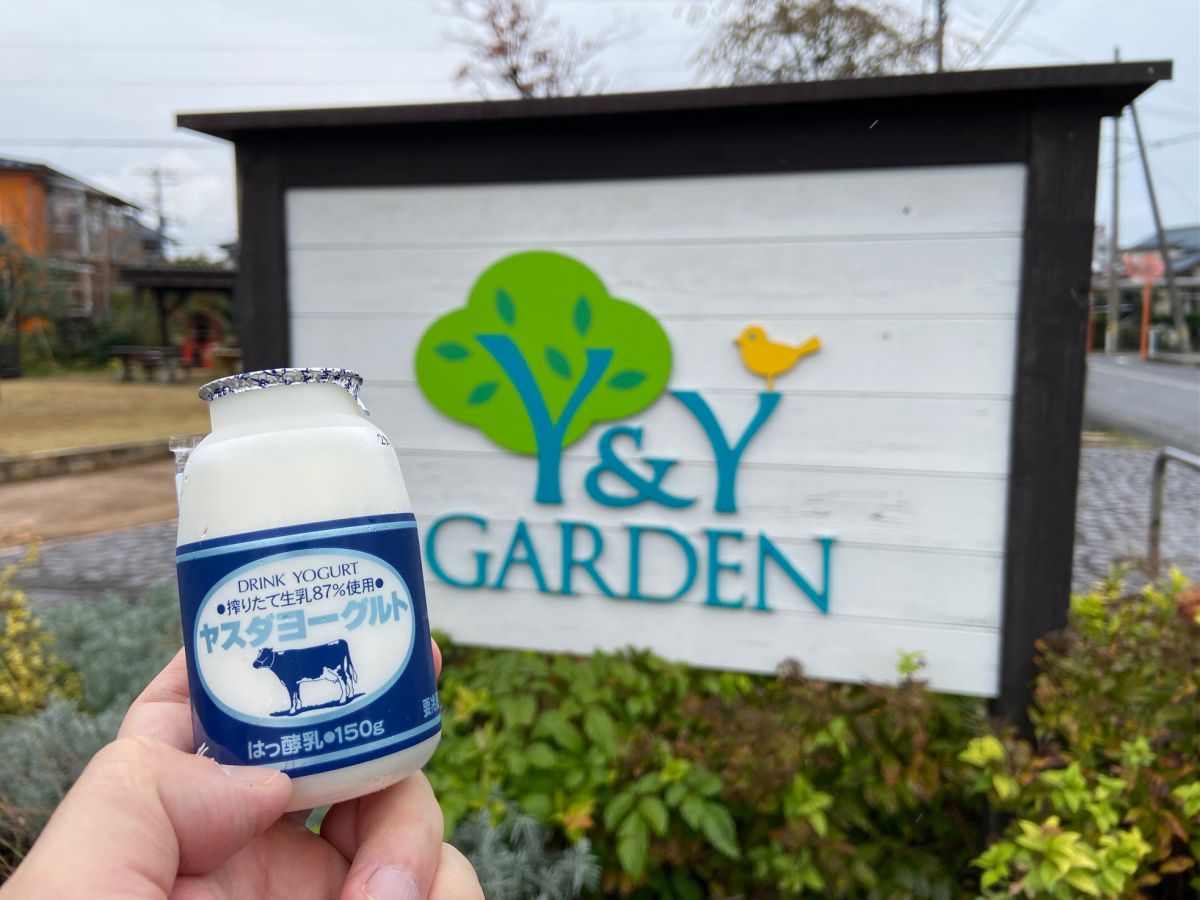 Y&Y
GARDEN
DRINK YOGURT
●搾りたて生乳87%使用●
ヤスダヨーグルト
はっ酵乳●150g